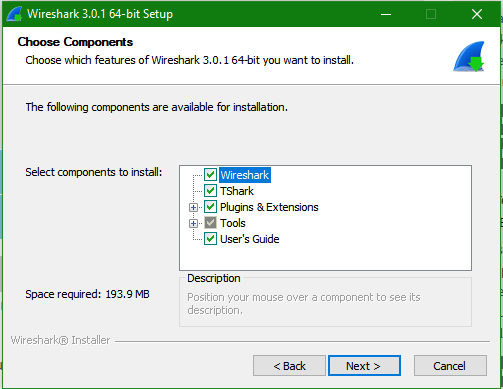 Wireshark 3.0.1 64-bit Setup
Choose Components
Choose which features of Wireshark 3.0.1 64-bit you want to install.
The following components are available for installation.
Select components to install:
Wireshark
TShark
Plugins & Extensions
Tools
User's Guide
Space required: 193.9 MB
Description
Position your mouse over a component to see its
description.
Wireshark® Installer
< Back
Next >
Cancel